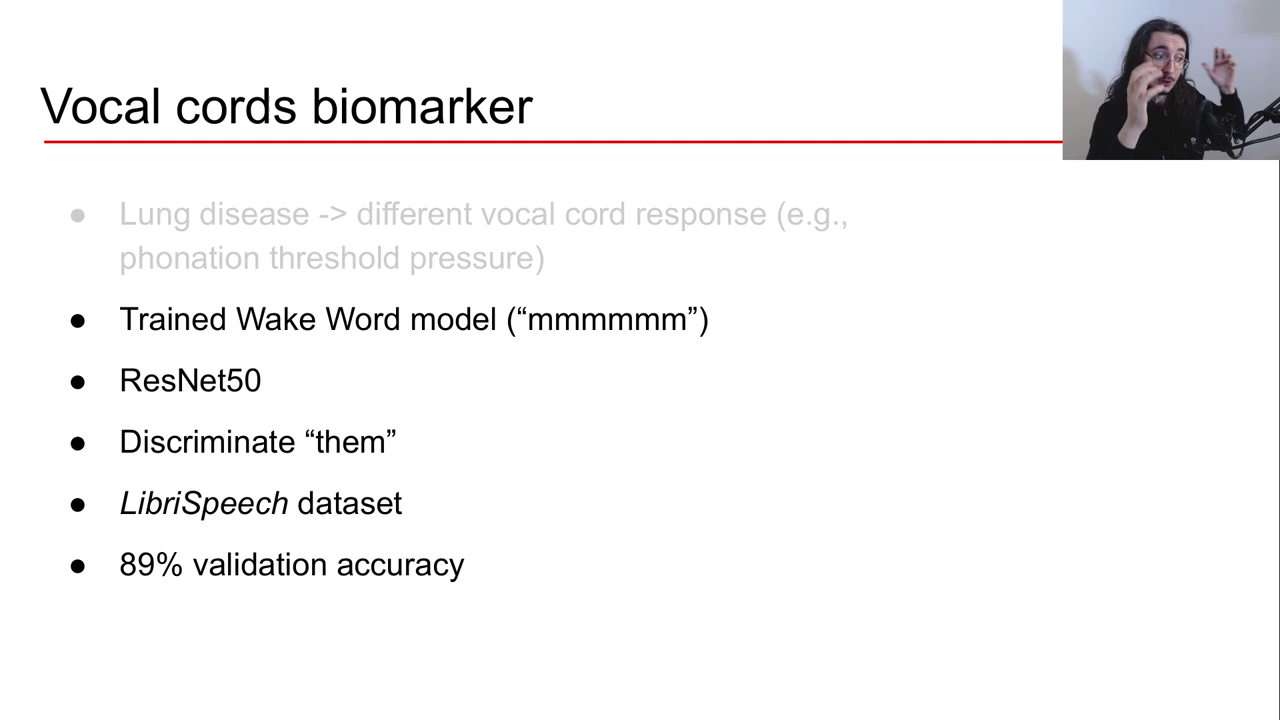 Vocal cords biomarker
● Lung disease -> different vocal cord response (e.g.,
phonation threshold pressure)
● Trained Wake Word model (“mmmmmm”)
● ResNet50
● Discriminate “them”
● LibriSpeech dataset
● 89% validation accuracy